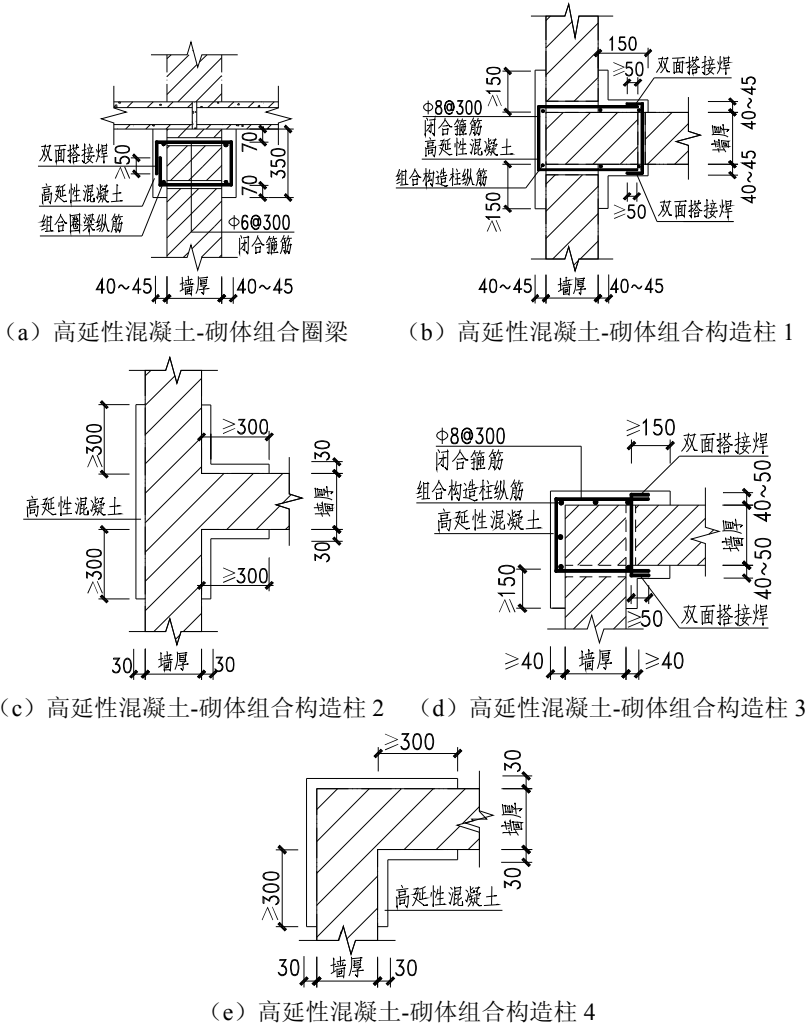 双面搭接焊
≥50
高延性混凝土
组合圈梁纵筋
70
70
350
Φ6@300
闭合箍筋
40~45
墙厚
40~45
(a)高延性混凝土-砌体组合圈梁
150
≥50
双面搭接焊
≥150
Φ8@300
闭合箍筋
高延性混凝土
组合构造柱纵筋
≥150
40~45
墙厚
40~45
≥50
双面搭接焊
40~45
墙厚
40~45
(b)高延性混凝土-砌体组合构造柱 1
≥300
≥300
高延性混凝土
≥300
≥300
30
墙厚
30
30
墙厚
30
(c)高延性混凝土-砌体组合构造柱 2
Φ8@300
闭合箍筋
组合构造柱纵筋
高延性混凝土
≥150
双面搭接焊
40~50
墙厚
40~50
≥150
≥50
双面搭接焊
≥40
墙厚
≥40
(d)高延性混凝土-砌体组合构造柱 3
≥300
30
墙厚
30
≥300
高延性混凝土
30
墙厚
30
(e)高延性混凝土-砌体组合构造柱 4